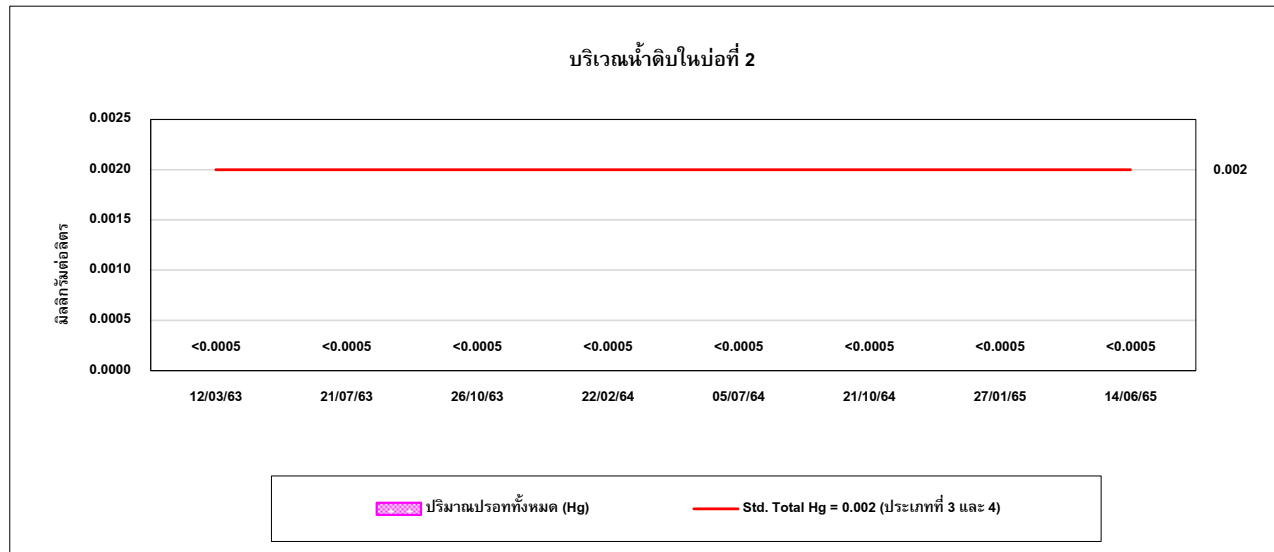 บริเวณน้ำดิบในบ่อที่ 2
0.0025
0.0020
0.002
0.0015
0.0010
0.0005
0.0000
มิลลิกรัมต่อลิตร
<0.0005 <0.0005 <0.0005 <0.0005 <0.0005 <0.0005 <0.0005 <0.0005
12/03/63 21/07/63 26/10/63 22/02/64 05/07/64 21/10/64 27/01/65 14/06/65
ปริมาณปรอททั้งหมด (Hg) Std. Total Hg = 0.002 (ประเภทที่ 3 และ 4)